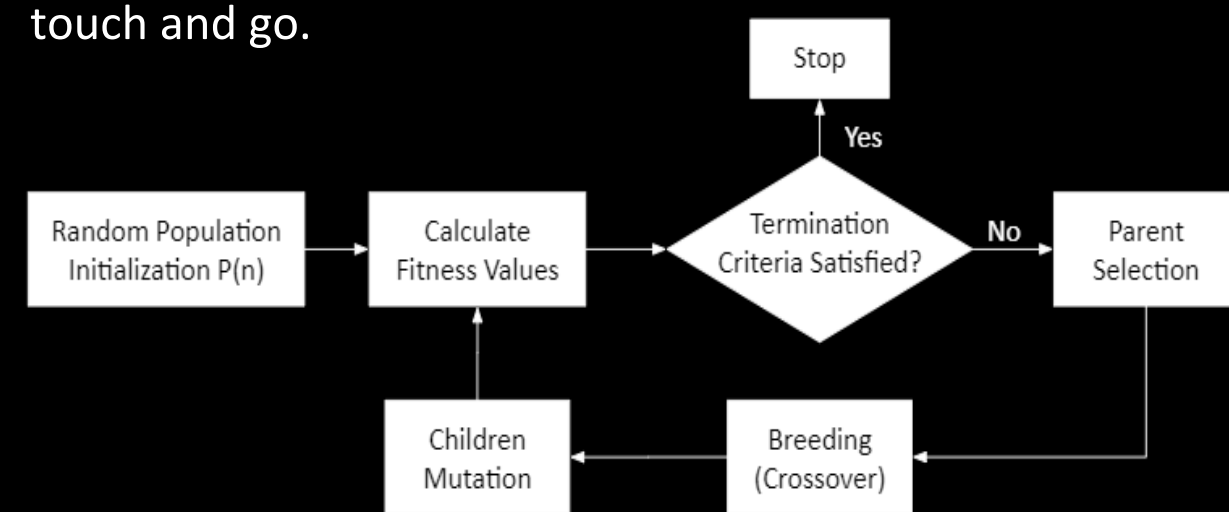 touch and go.
Stop
Yes
Random Population
Initialization P(n)
Calculate
Fitness Values
Termination
Criteria Satisfied?
No
Parent
Selection
Children
Mutation
Breeding
(Crossover)